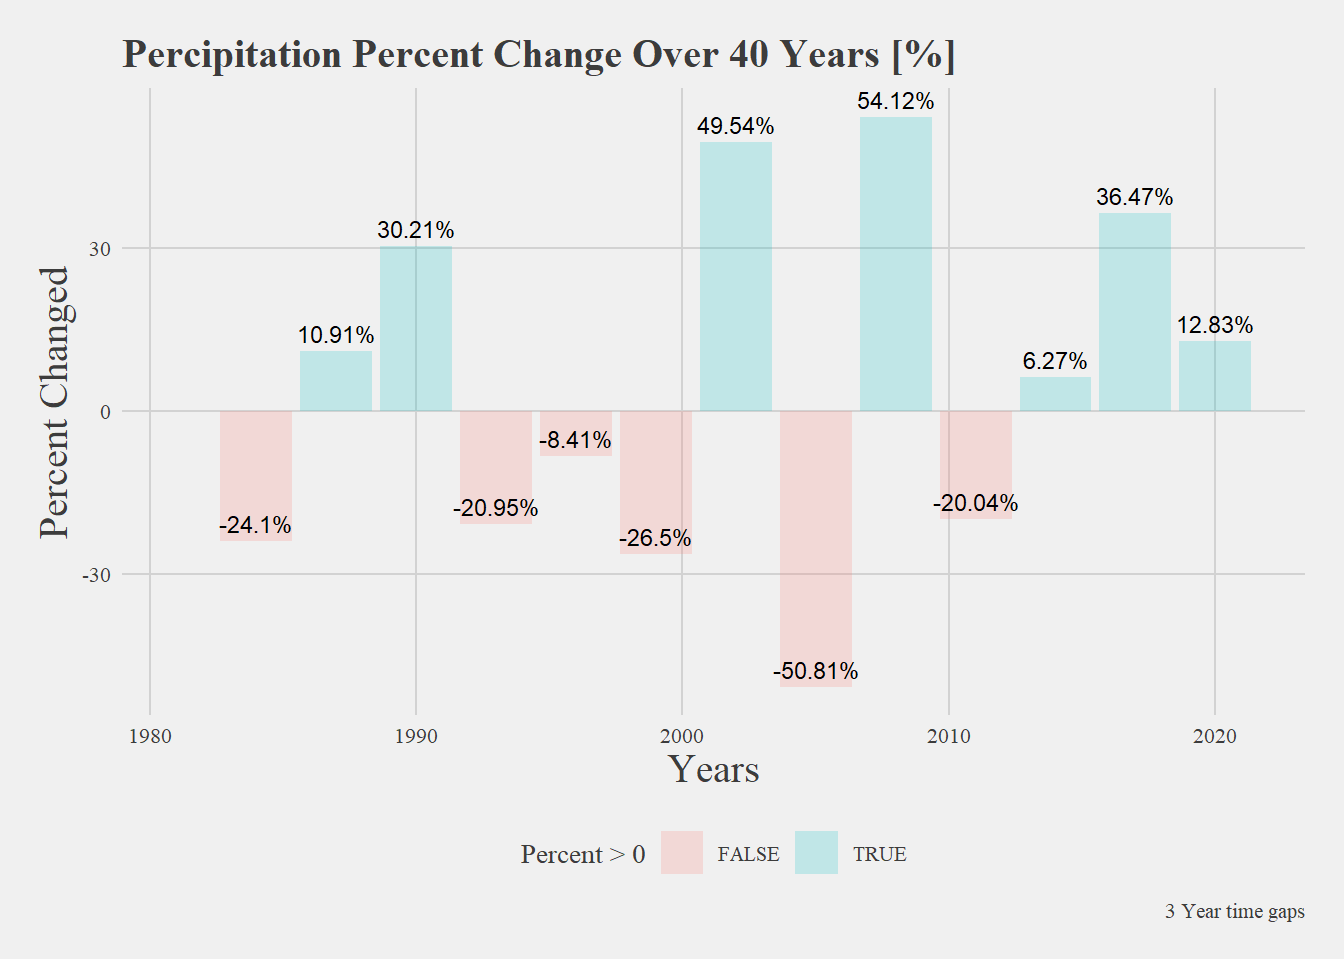 Percipitation Percent Change Over 40 Years [%]
54.12%
49.54%
36.47%
30.21%
30
12.83%
10.91%
6.27%
0
-8.41%
-20.04%
-20.95%
-24.1%
-26.5%
-30
-50.81%
Percent Changed
1980 1990 2000 2010 2020
Years
Percent > 0 FALSE TRUE
3 Year time gaps